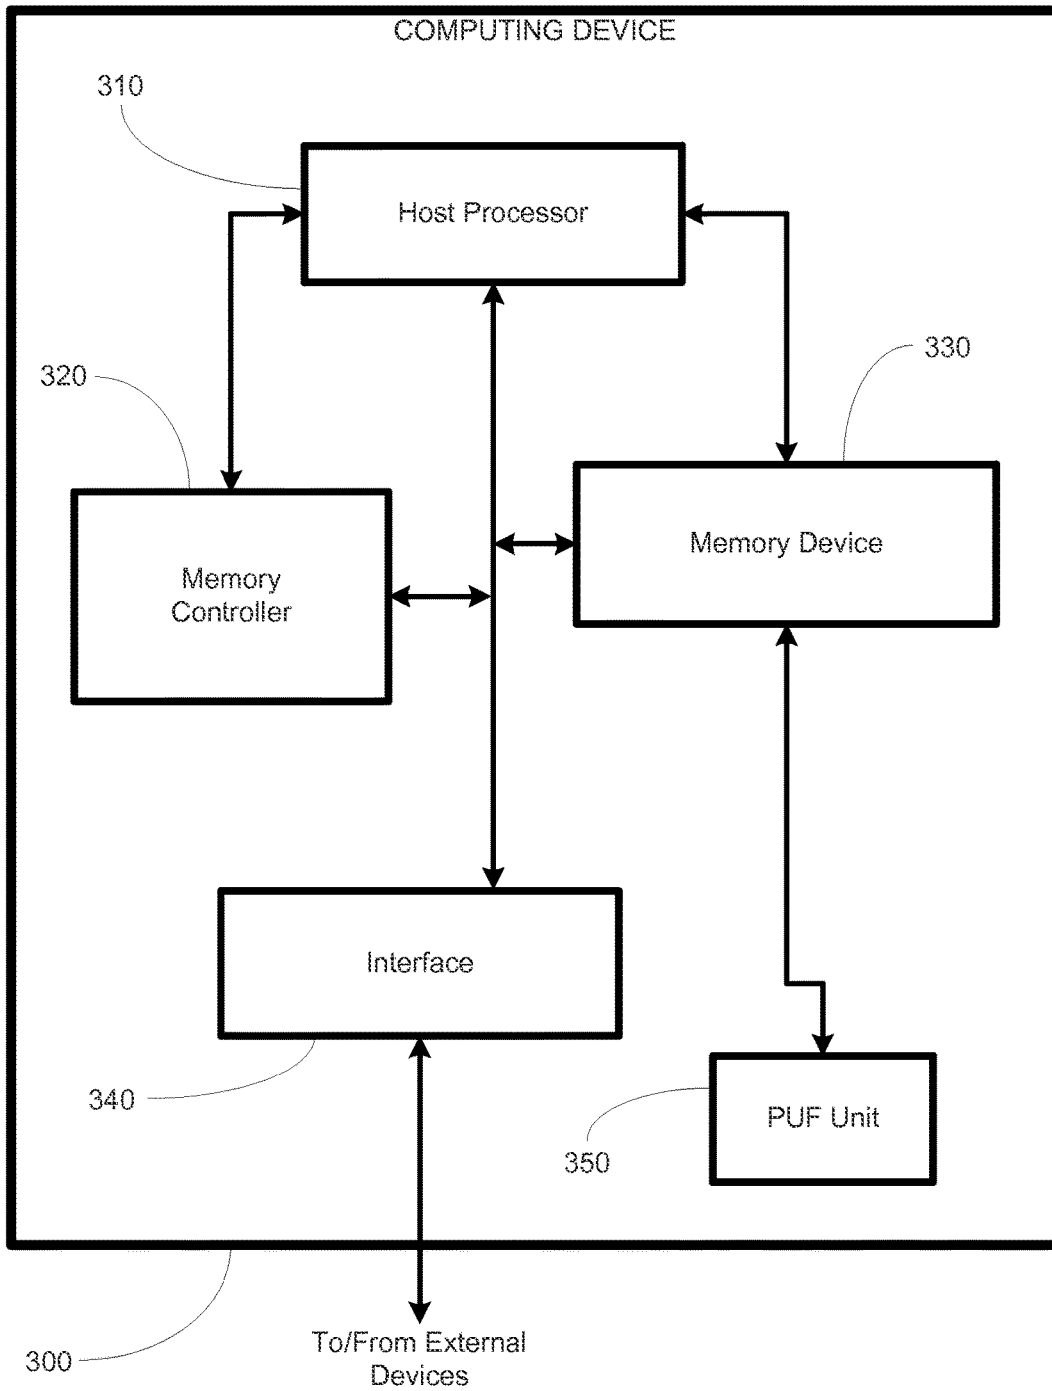 COMPUTING DEVICE
310
Host Processor
330
320
Memory Device
Memory
Controller
Interface
340
PUF Unit
350
To/From External
Devices
300